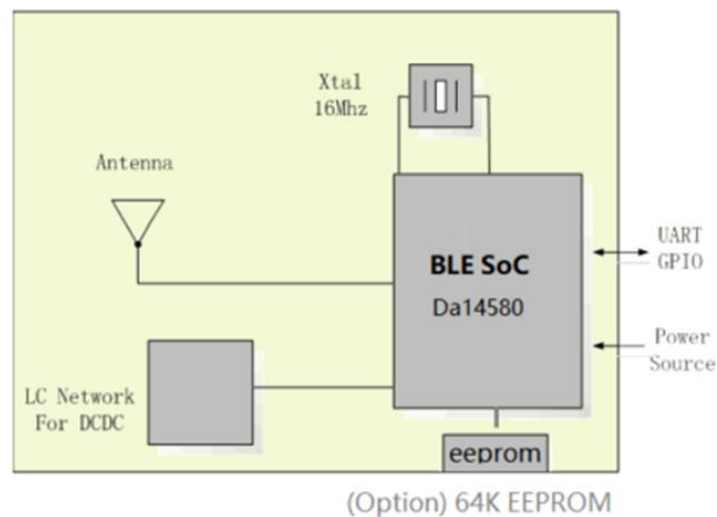 Xtal
16Mhz
Antenna
BLE SoC
Da14580
UART
GPIO
Power
Source
LC Network
For DCDC
eeprom
(Option) 64K EEPROM